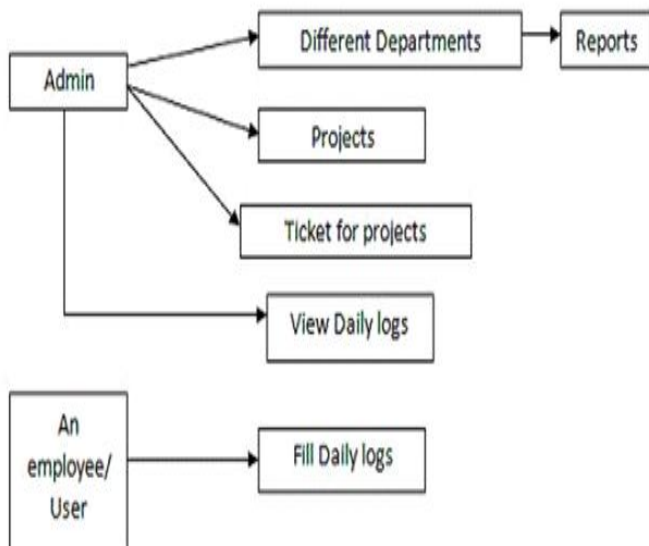 Different Departments
Reports
Admin
Projects
Ticket for projects
View Daily logs
An
employee/
User
Fill Daily logs